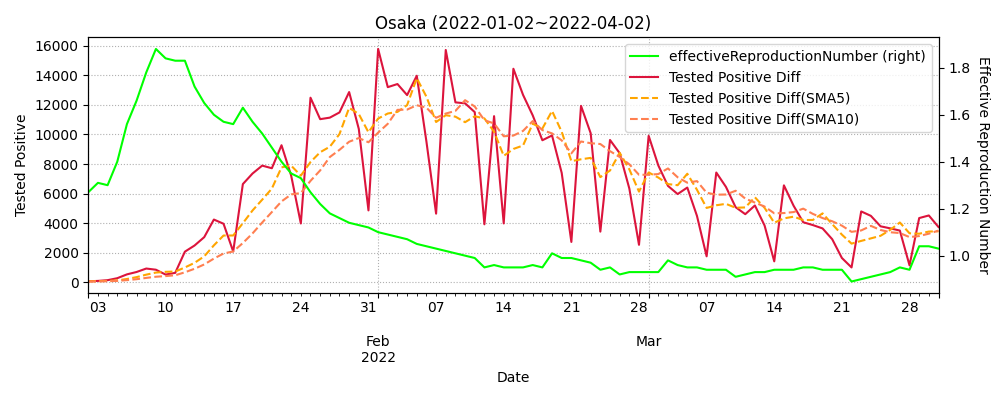 Osaka (2022-01-02~2022-04-02)
effectiveReproductionNumber (right)
Tested Positive Diff
Tested Positive Diff(SMA5)
Tested Positive Diff(SMA10)
Tested Positive
16000
14000
12000
10000
8000
6000
4000
2000
0
1.8
1.6
1.4
1.2
1.0
Effective Reproduction Number
03 10 17 24 31 07 14 21 28 07 14 21 28
Feb Mar
2022
Date